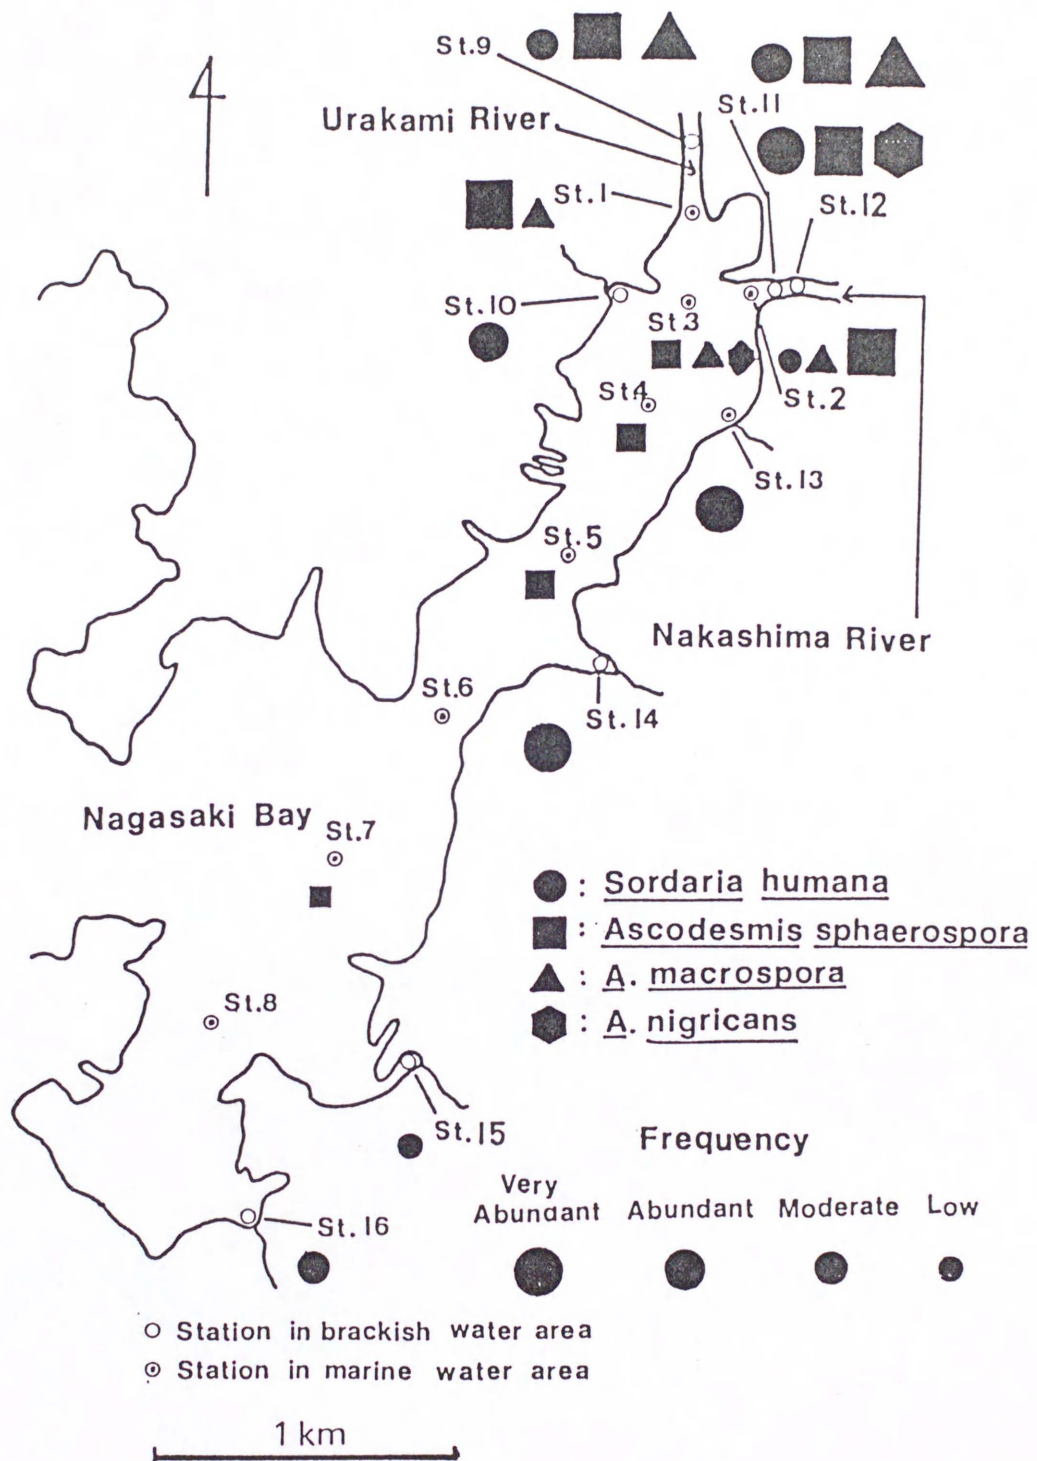 St.9
St.11
Urakami River
St.1
St.12
St.10
St.3
St.4
St.2
St.13
St.5
Nakashima River
St.6
St.14
Nagasaki Bay
St.7
: Sordaria humana
: Ascodesmis sphaerospora
: A. macrospora
: A. nigricans
St.8
St.15
Frequency
Very Abundant
Abundant
Moderate
Low
St.16
Station in brackish water area
Station in marine water area
1 km